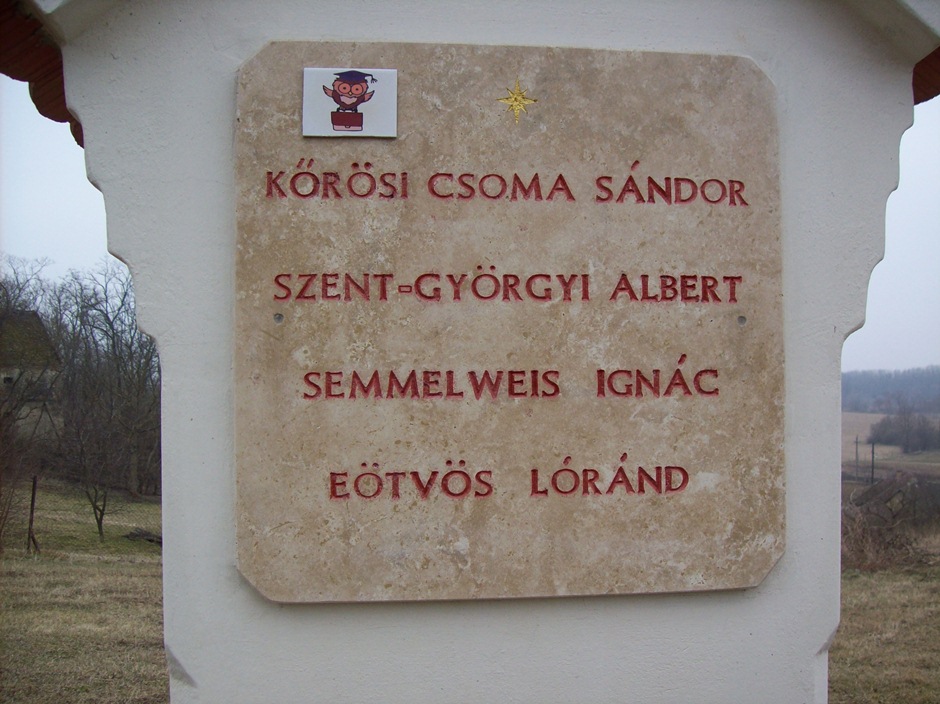 KŐRÖSI CSOMA SÁNDOR
SZENT-GYÖRGYI ALBERT
SEMMELWEIS IGNÁC
EÖTVÖS LÓRÁND